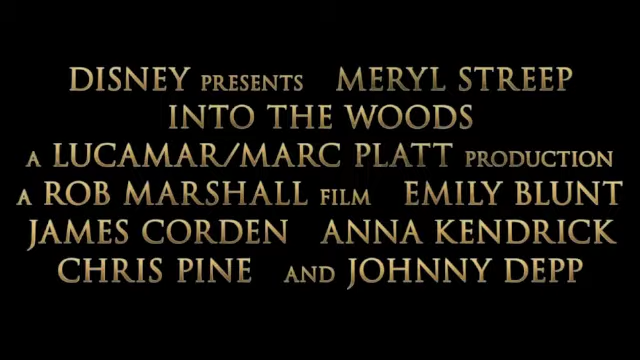 DISNEY PRESENTS MERYL STREEP
INTO THE WOODS
A LUCAMAR/MARC PLATT PRODUCTION
A ROB MARSHALL FILM EMILY BLUNT
JAMES CORDEN ANNA KENDRICK
CHRIS PINE AND JOHNNY DEPP